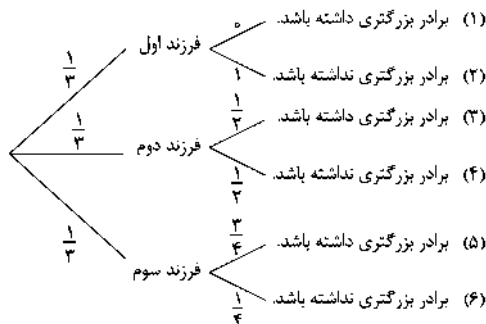 (۱) برادر بزرگتری داشته باشد.
۰
فرزند اول
۱/۳
۱
(۲) برادر بزرگتری نداشته باشد.
۱/۲
(۳) برادر بزرگتری داشته باشد.
۱/۳
فرزند دوم
۱/۲
(۴) برادر بزرگتری نداشته باشد.
۱/۳
۳/۴
(۵) برادر بزرگتری داشته باشد.
فرزند سوم
۱/۴
(۶) برادر بزرگتری نداشته باشد.